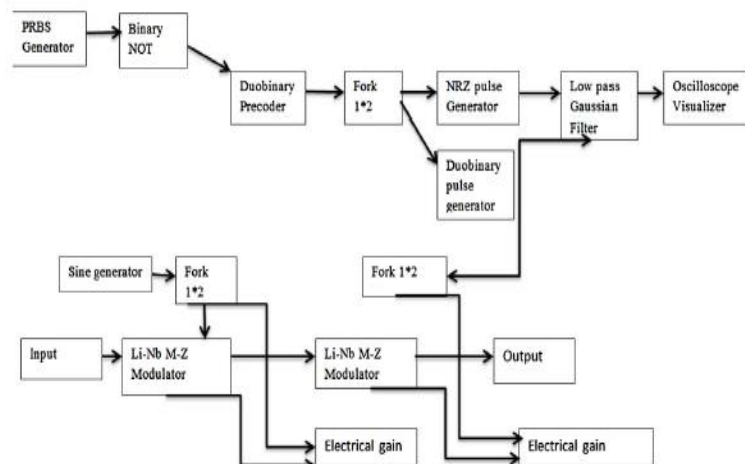 PRBS
Generator
Binary
NOT
Duobinary
Precoder
Fork
1*2
NRZ pulse
Generator
Low pass
Gaussian
Filter
Oscilloscope
Visualizer
Duobinary
pulse
generator
Sine generator
Fork
1*2
Fork 1*2
Input
Li-Nb M-Z
Modulator
Li-Nb M-Z
Modulator
Output
Electrical gain
Electrical gain